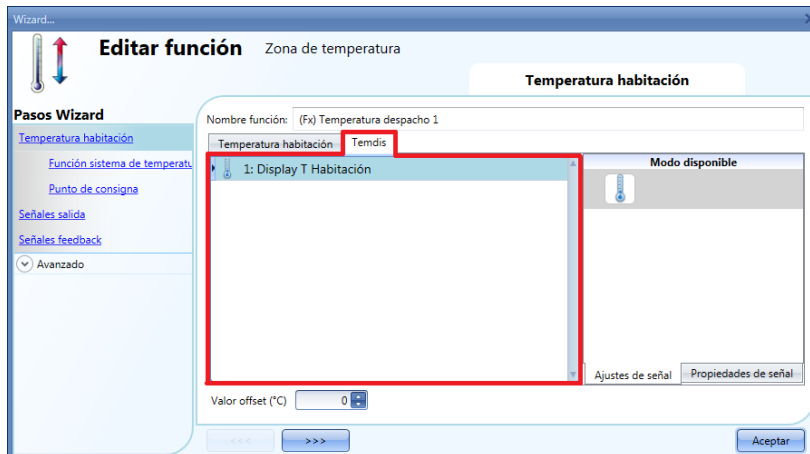 Wizard...
Editar función Zona de temperatura
Temperatura habitación
Pasos Wizard
Temperatura habitación
Función sistema de temperatu
Punto de consigna
Señales salida
Señales feedback
Avanzado
Nombre función: (Fx) Temperatura despacho 1
Temperatura habitación Temdis
1: Display T Habitación
Modo disponible
Ajustes de señal Propiedades de señal
Valor offset (°C) 0
<<< >>> Aceptar